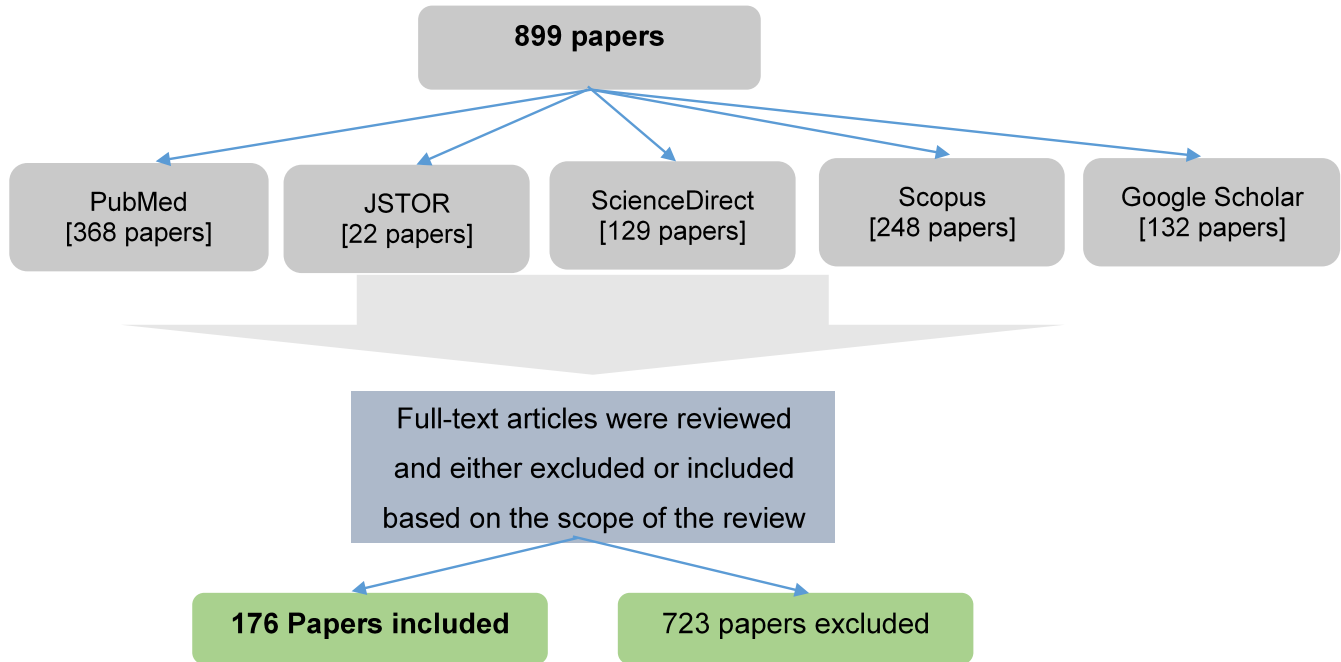 899 papers
PubMed
[368 papers]
JSTOR
[22 papers]
ScienceDirect
[129 papers]
Scopus
[248 papers]
Google Scholar
[132 papers]
Full-text articles were reviewed
and either excluded or included
based on the scope of the review
176 Papers included
723 papers excluded